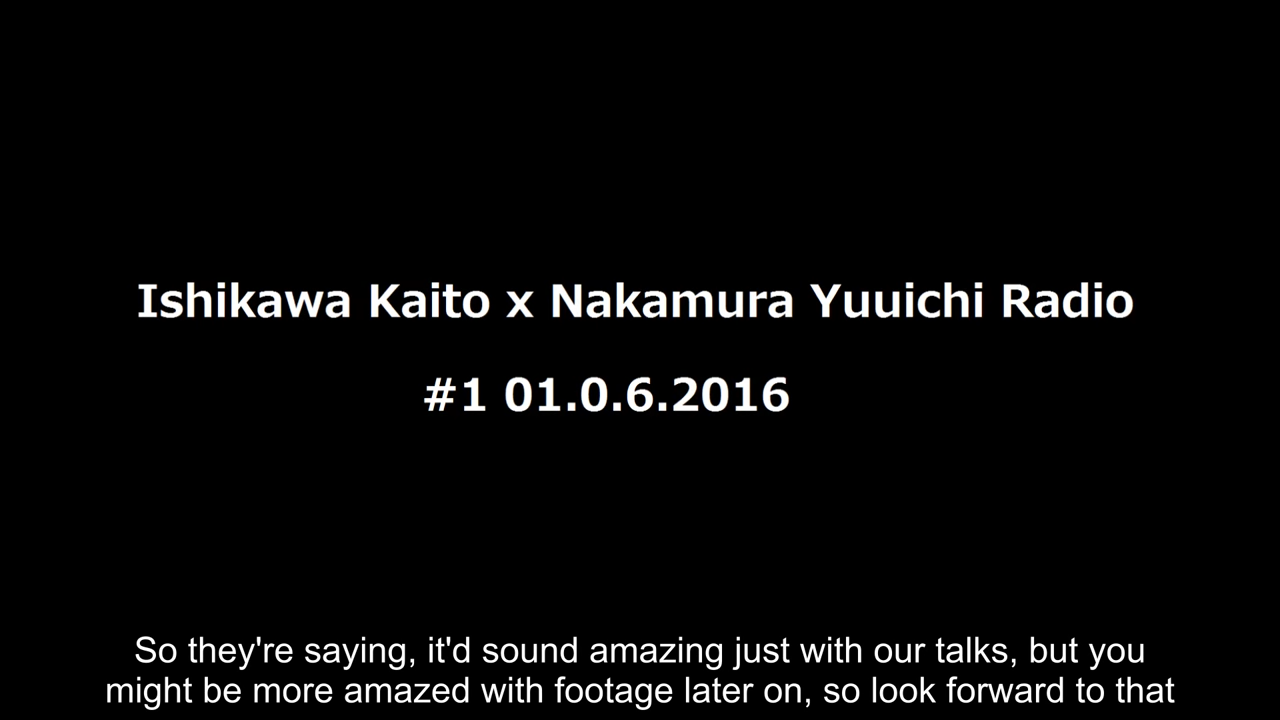 Ishikawa Kaito x Nakamura Yuuichi Radio
#1 01.0.6.2016
So they're saying, it'd sound amazing just with our talks, but you
might be more amazed with footage later on, so look forward to that